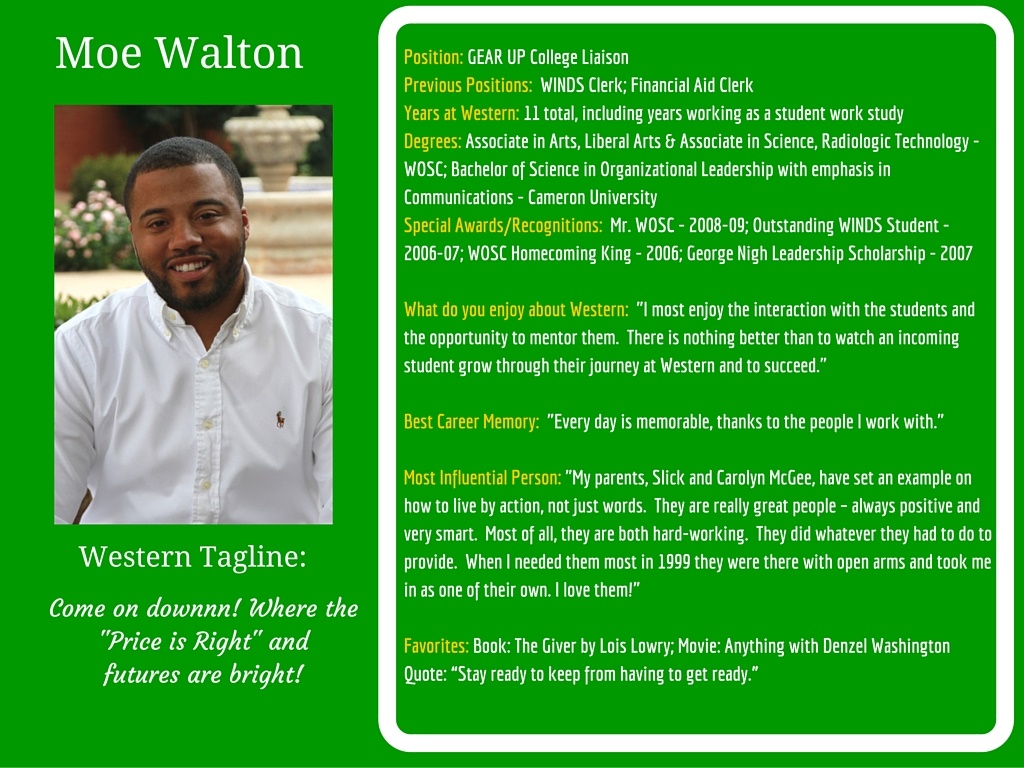 Moe Walton
Western Tagline:
Come on downnn! Where the
"Price is Right" and
futures are bright!
Position: GEAR UP College Liaison
Previous Positions:  WINDS Clerk; Financial Aid Clerk
Years at Western: 11 total, including years working as a student work study
Degrees: Associate in Arts, Liberal Arts & Associate in Science, Radiologic Technology -
WOSC; Bachelor of Science in Organizational Leadership with emphasis in
Communications - Cameron University
Special Awards/Recognitions:  Mr. WOSC - 2008-09; Outstanding WINDS Student -
2006-07; WOSC Homecoming King - 2006; George Nigh Leadership Scholarship - 2007
What do you enjoy about Western:  "I most enjoy the interaction with the students and
the opportunity to mentor them.  There is nothing better than to watch an incoming
student grow through their journey at Western and to succeed."
Best Career Memory:  "Every day is memorable, thanks to the people I work with."
Most Influential Person: "My parents, Slick and Carolyn McGee, have set an example on
how to live by action, not just words.  They are really great people – always positive and
very smart.  Most of all, they are both hard-working.  They did whatever they had to do to
provide.  When I needed them most in 1999 they were there with open arms and took me
in as one of their own. I love them!"
Favorites: Book: The Giver by Lois Lowry; Movie: Anything with Denzel Washington
Quote: “Stay ready to keep from having to get ready.”